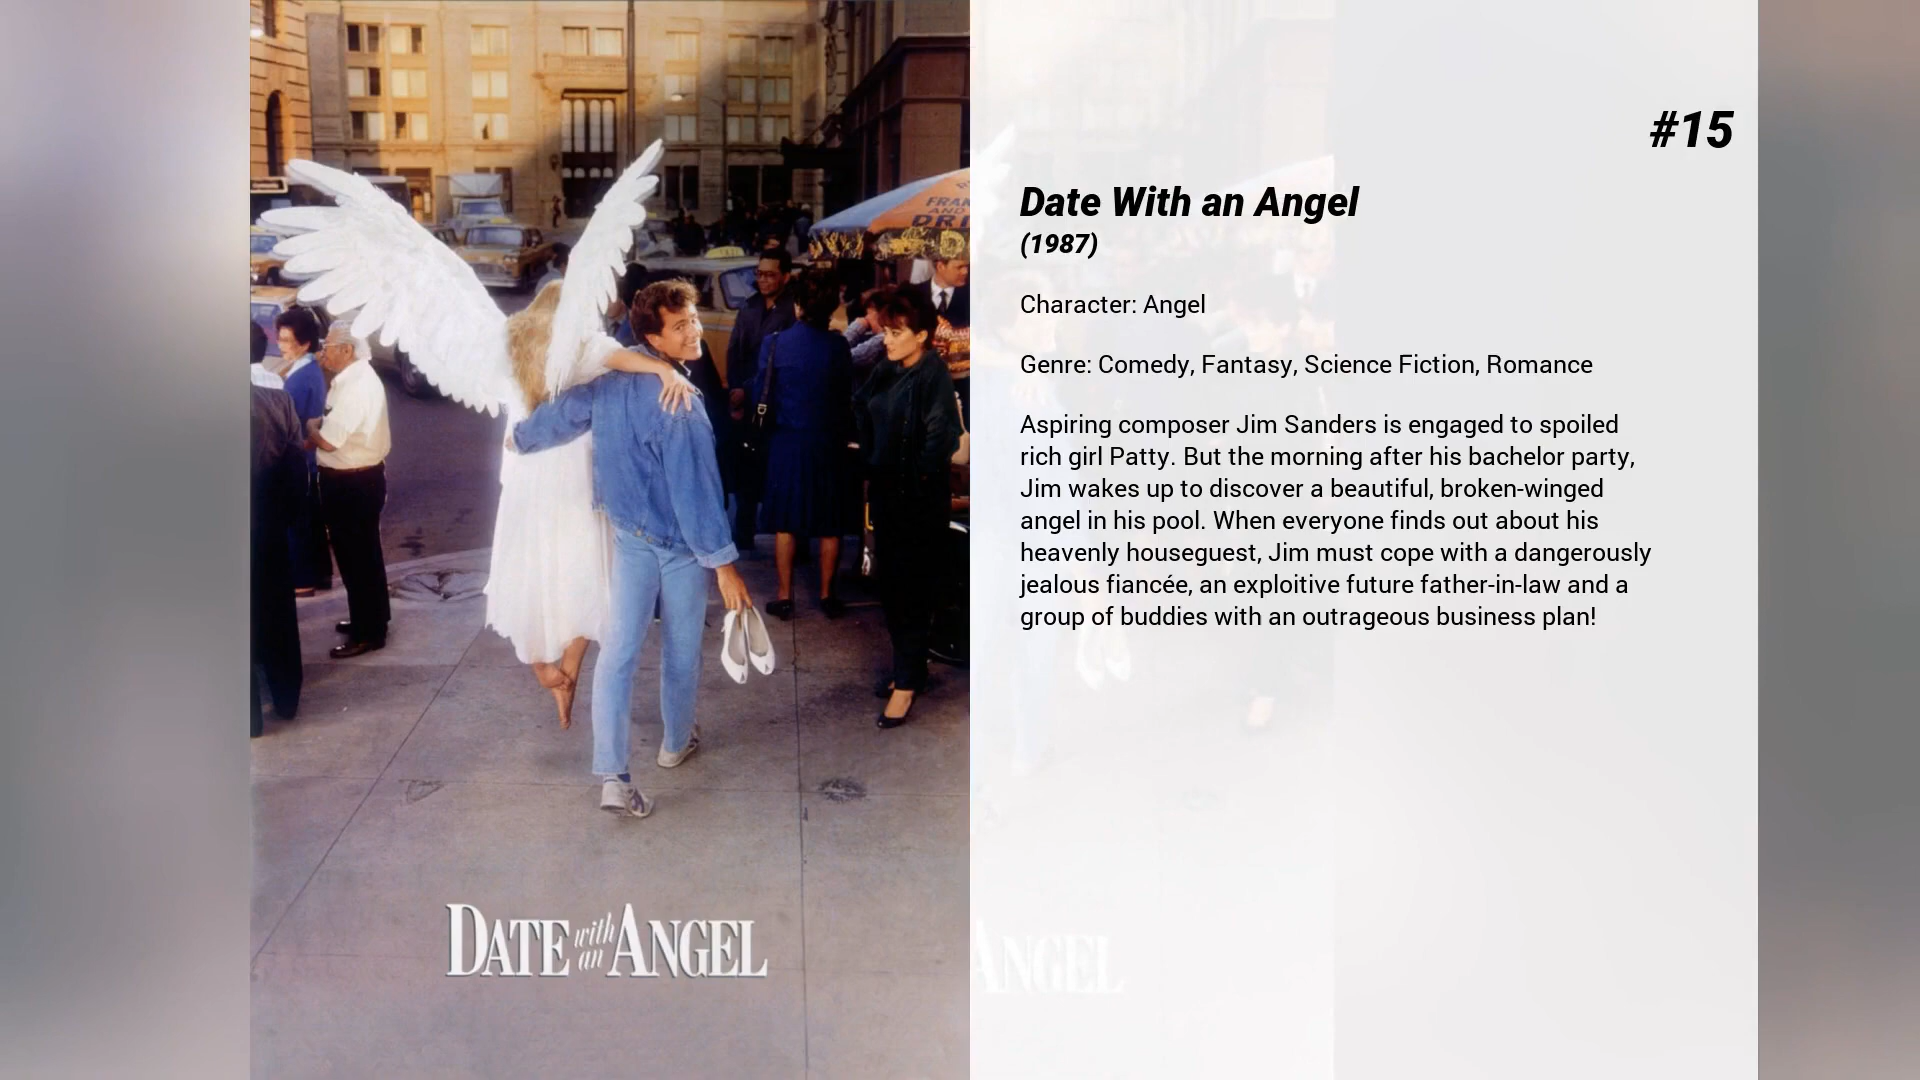 #15
Date With an Angel
(1987)
Character: Angel
Genre: Comedy, Fantasy, Science Fiction, Romance
Aspiring composer Jim Sanders is engaged to spoiled
rich girl Patty. But the morning after his bachelor party,
Jim wakes up to discover a beautiful, broken-winged
angel in his pool. When everyone finds out about his
heavenly houseguest, Jim must cope with a dangerously
jealous fiancée, an exploitive future father-in-law and a
group of buddies with an outrageous business plan!
DATE with an ANGEL
ANGEL